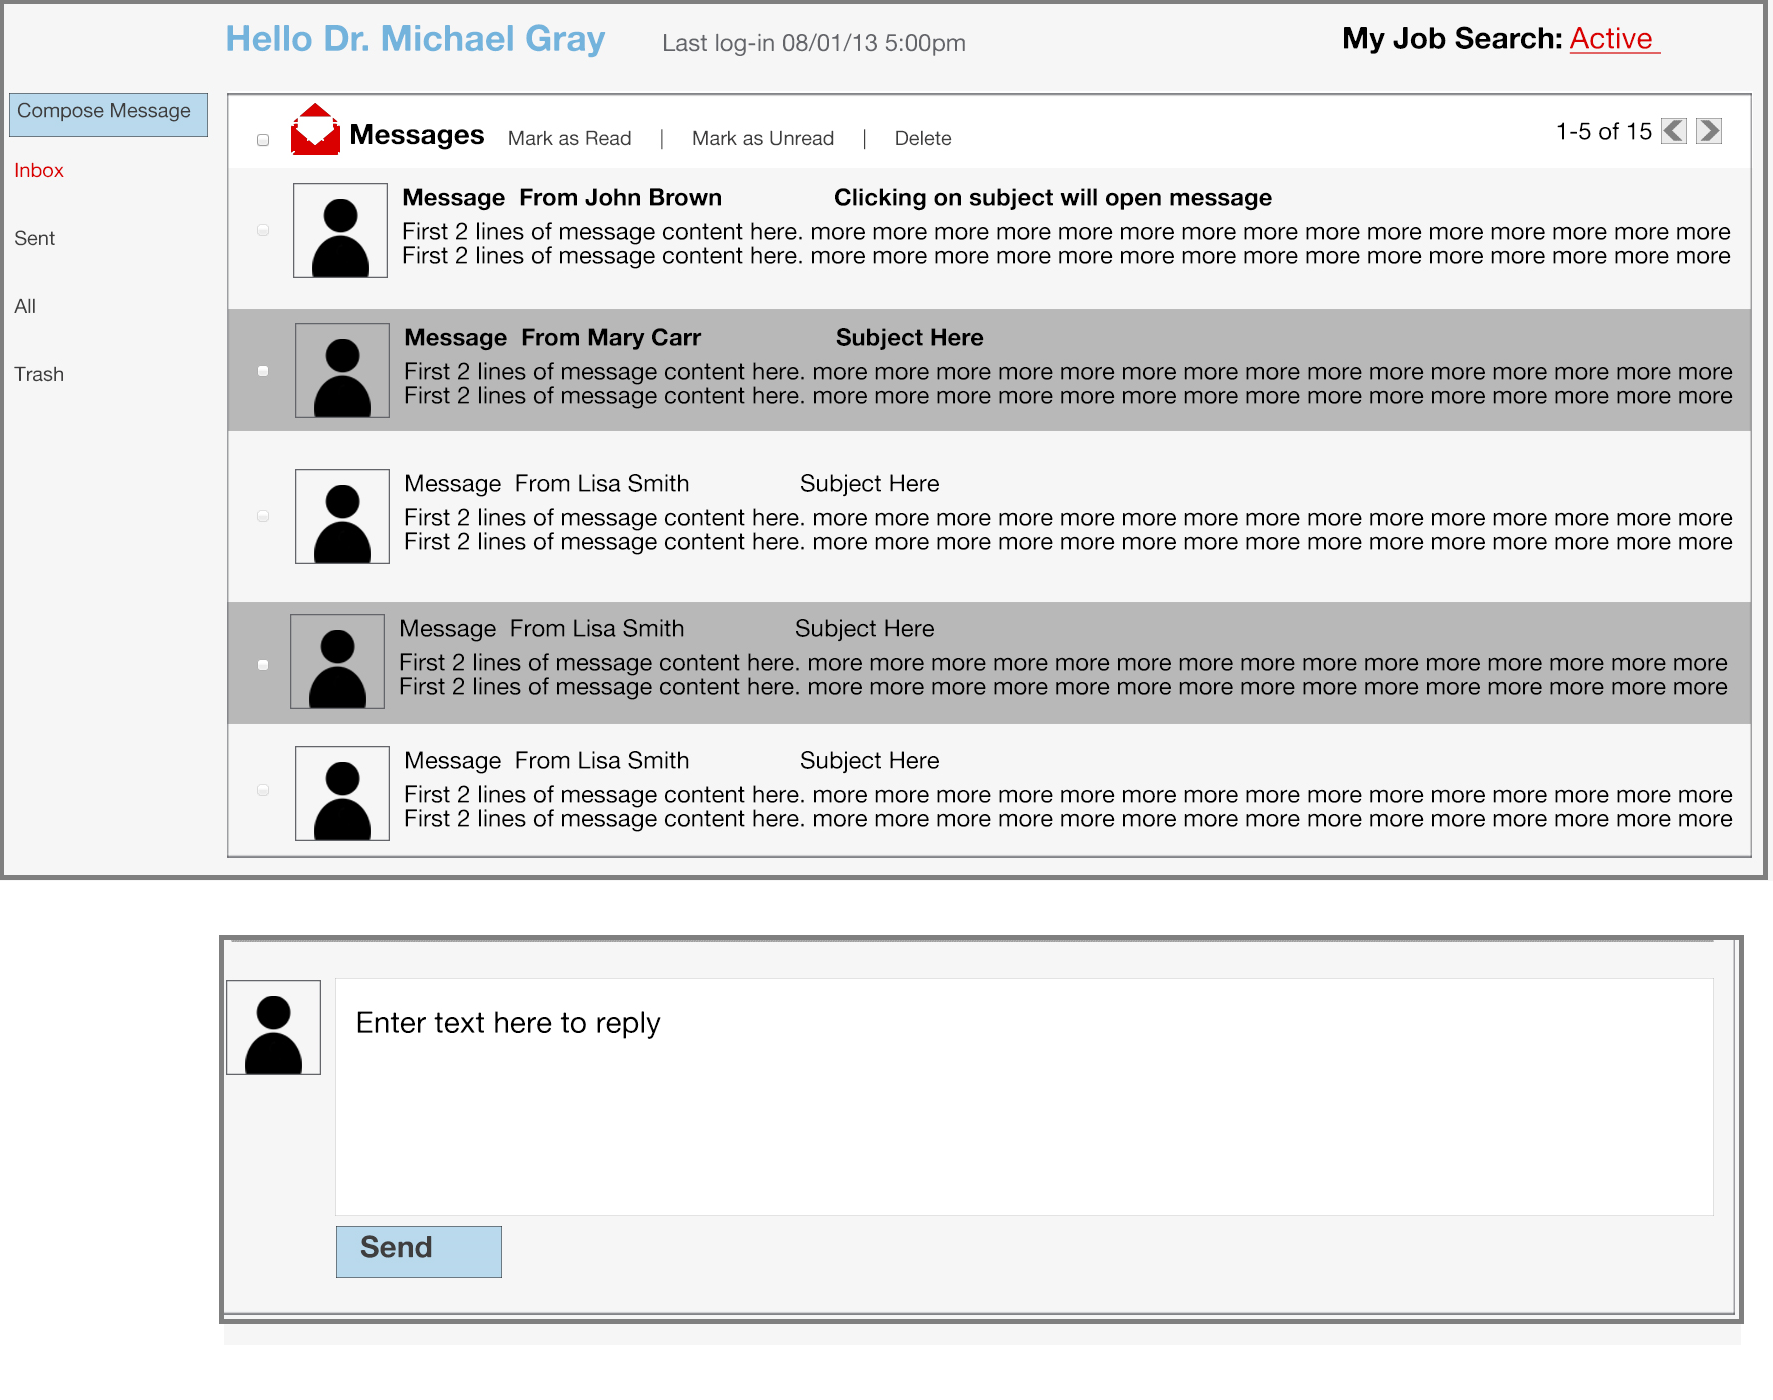 Hello Dr. Michael Gray Last log-in 08/01/13 5:00pm My Job Search: Active
Compose Message
Inbox
Sent
All
Trash
Messages Mark as Read | Mark as Unread | Delete 1-5 of 15
Message From John Brown Clicking on subject will open message
First 2 lines of message content here. more more more more more more more more more more more more more more more
First 2 lines of message content here. more more more more more more more more more more more more more more more
Message From Mary Carr Subject Here
First 2 lines of message content here. more more more more more more more more more more more more more more more
First 2 lines of message content here. more more more more more more more more more more more more more more more
Message From Lisa Smith Subject Here
First 2 lines of message content here. more more more more more more more more more more more more more more more
First 2 lines of message content here. more more more more more more more more more more more more more more more
Message From Lisa Smith Subject Here
First 2 lines of message content here. more more more more more more more more more more more more more more more
First 2 lines of message content here. more more more more more more more more more more more more more more more
Message From Lisa Smith Subject Here
First 2 lines of message content here. more more more more more more more more more more more more more more more
First 2 lines of message content here. more more more more more more more more more more more more more more more
Enter text here to reply
Send